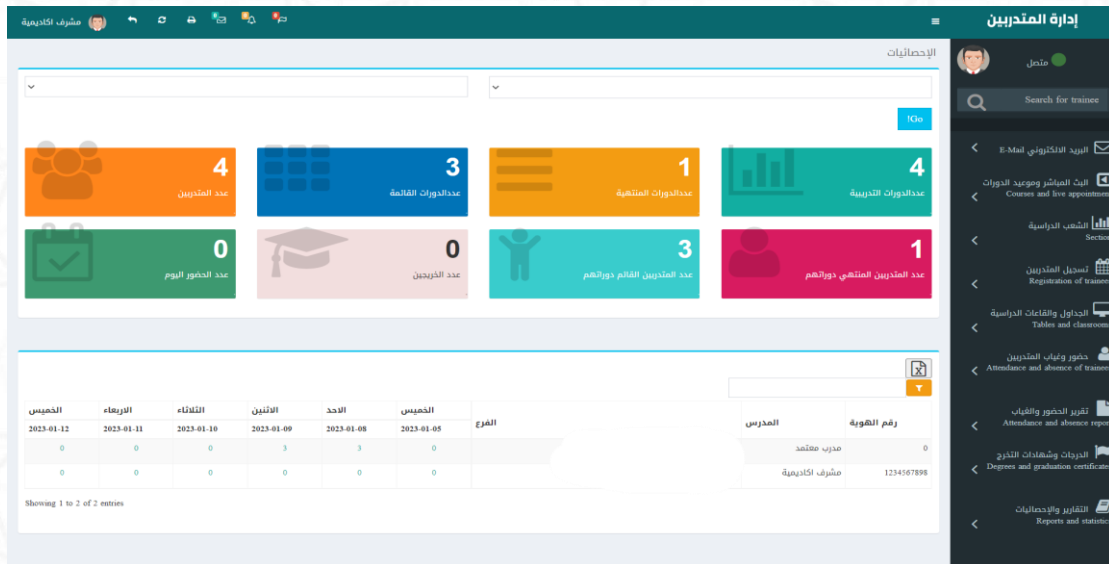 إدارة المتدربين
مشرف اكاديمية
متصل
Search for trainee
البريد الالكتروني E-Mail
البث المباشر وموعيد الدورات
Courses and live appointmen
الشعب الدراسية
Section
تسجيل المتدربين
Registration of trainee
الجداول والقاعات الدراسية
Tables and classroom
حضور وغياب المتدربين
Attendance and absence of trainee
تقرير الحضور والغياب
Attendance and absence repor
الدرجات وشهادات التخرج
Degrees and graduation certificate
التقارير والإحصائيات
Reports and statistic
الإحصائيات
!Go
4
عددالدورات التدريبية
1
عددالدورات المنتهية
3
عددالدورات القائمة
4
عدد المتدربين
1
عدد المتدربين المنتهي دوراتهم
3
عدد المتدربين القائم دوراتهم
0
عدد الخريجين
0
عدد الحضور اليوم
رقم الهوية المدرس الفرع الخميس الاحد الاثنين الثلاثاء الاربعاء الخميس
2023-01-05 2023-01-08 2023-01-09 2023-01-10 2023-01-11 2023-01-12
0 مدرب معتمد 0 3 3 0 0 0
1234567898 مشرف اكاديمية 0 0 0 0 0 0
Showing 1 to 2 of 2 entries